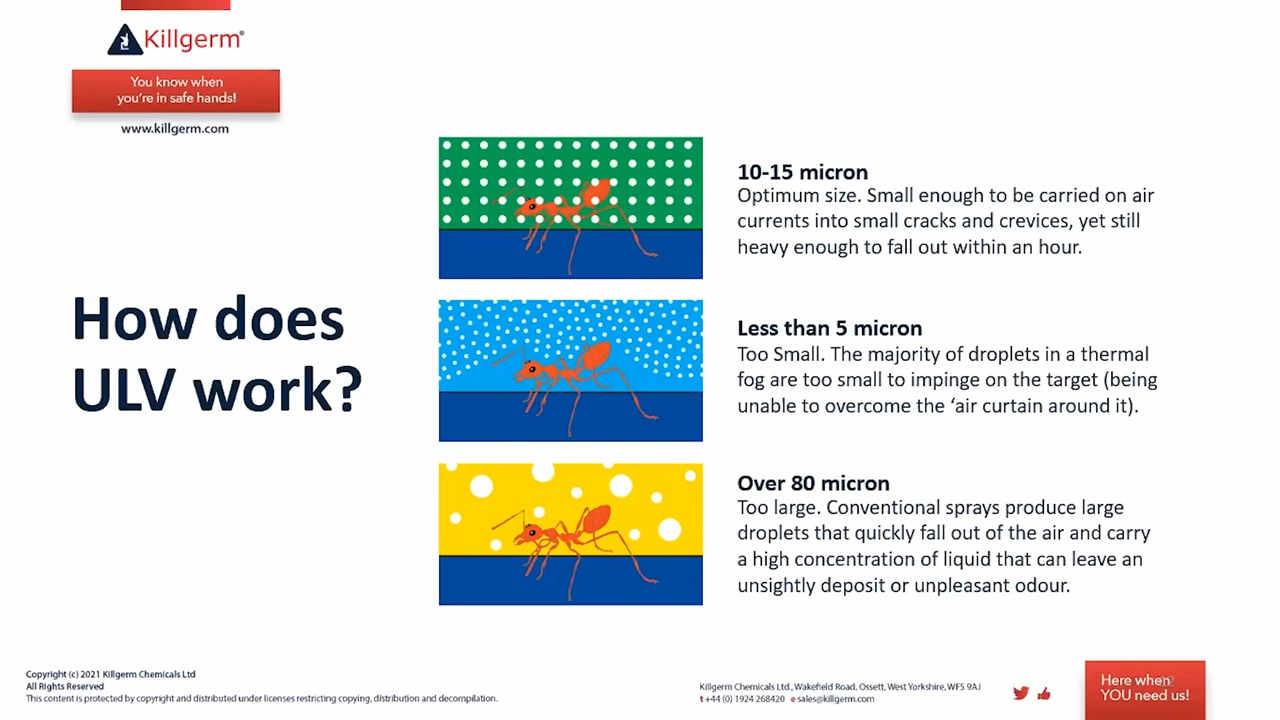 Killgerm®
You know when
you're in safe hands!
www.killgerm.com
How does
ULV work?
10-15 micron
Optimum size. Small enough to be carried on air
currents into small cracks and crevices, yet still
heavy enough to fall out within an hour.
Less than 5 micron
Too Small. The majority of droplets in a thermal
fog are too small to impinge on the target (being
unable to overcome the ‘air curtain around it).
Over 80 micron
Too large. Conventional sprays produce large
droplets that quickly fall out of the air and carry
a high concentration of liquid that can leave an
unsightly deposit or unpleasant odour.
Copyright (c) 2021 Killgerm Chemicals Ltd
All Rights Reserved
This content is protected by copyright and distributed under licenses restricting copying, distribution and decompilation.
Killgerm Chemicals Ltd., Wakefield Road, Ossett, West Yorkshire, WF5 9AJ
t +44 (0) 1924 268420 e sales@killgerm.com
Here when
YOU need us!